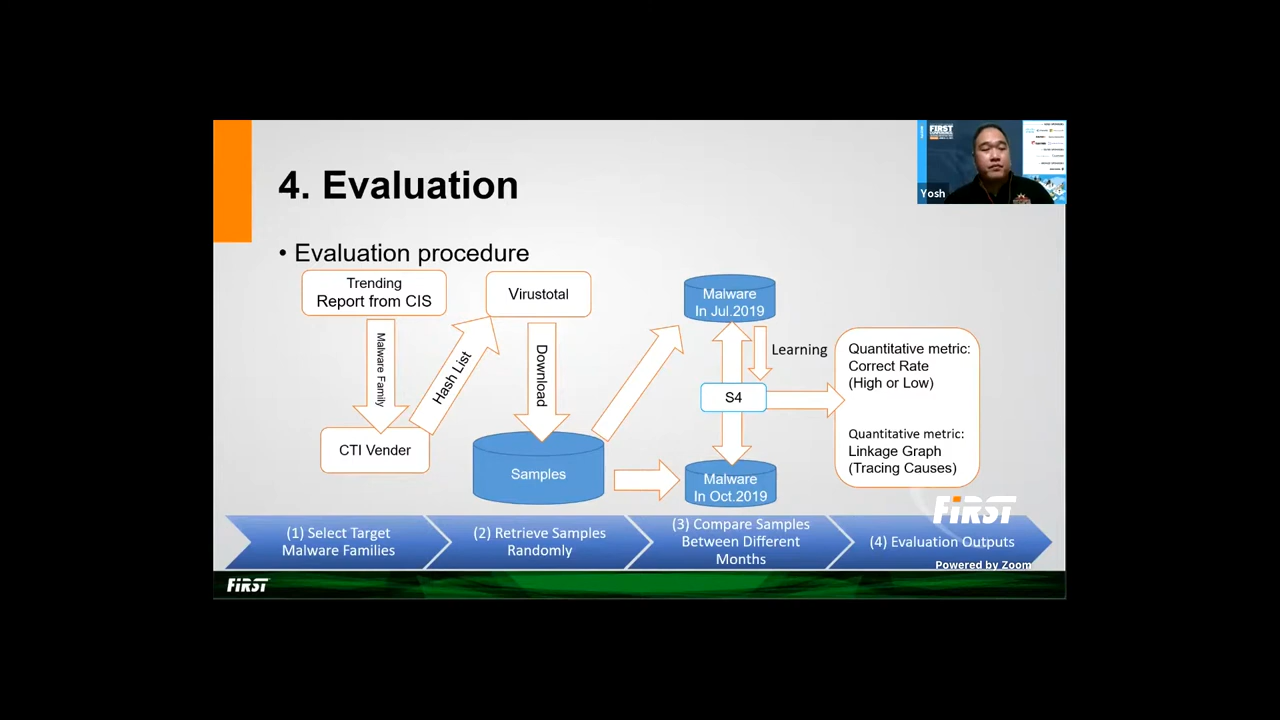 FIRST
CONFERENCE
Yosh
4. Evaluation
• Evaluation procedure
Trending
Report from CIS
Malware Family
CTI Vender
Hash List
Virustotal
Download
Samples
Malware
In Jul.2019
Learning
S4
Malware
In Oct.2019
Quantitative metric:
Correct Rate
(High or Low)
Quantitative metric:
Linkage Graph
(Tracing Causes)
FIRST
(1) Select Target
Malware Families
(2) Retrieve Samples
Randomly
(3) Compare Samples
Between Different
Months
(4) Evaluation Outputs
Powered by Zoom
FIRST